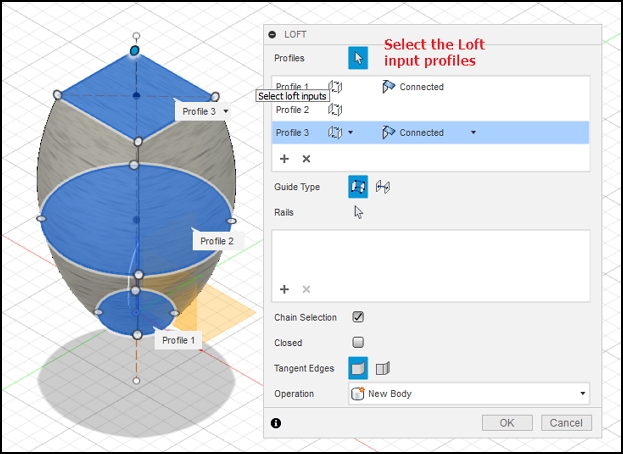 LOFT
Profiles
Select the Loft
input profiles
Profile 1
Connected
Select loft inputs
Profile 2
Profile 3
Connected
Guide Type
Rails
Chain Selection
Closed
Tangent Edges
Operation
New Body
OK
Cancel
Profile 3
Profile 2
Profile 1